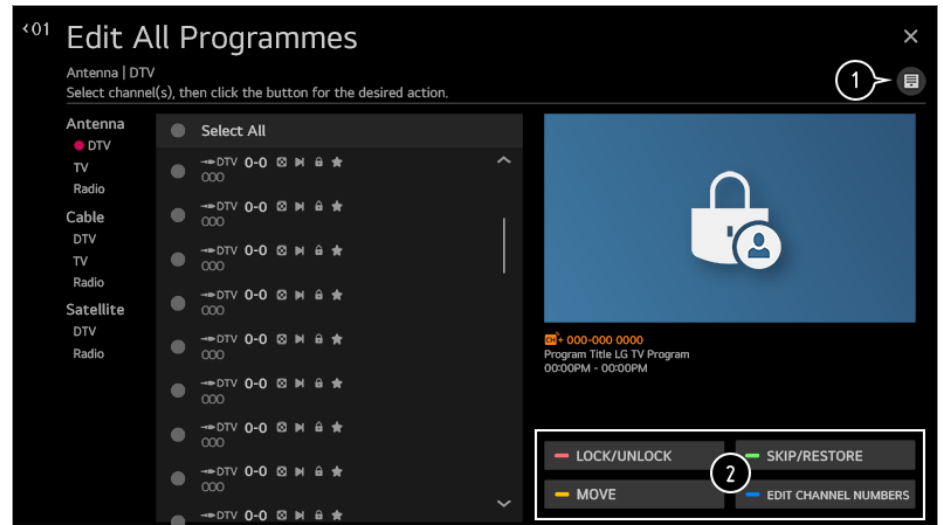 <01
Edit All Programmes
Antenna | DTV
Select channel(s), then click the button for the desired action.
1
Antenna
DTV
TV
Radio
Cable
DTV
TV
Radio
Satellite
DTV
Radio
Select All
DTV 0-0
000
DTV 0-0
000
DTV 0-0
000
DTV 0-0
000
DTV 0-0
000
DTV 0-0
000
DTV 0-0
000
DTV 0-0
000
DTV 0-0
CH + 000-000 0000
Program Title LG TV Program
00:00PM - 00:00PM
LOCK/UNLOCK
SKIP/RESTORE
2
MOVE
EDIT CHANNEL NUMBERS